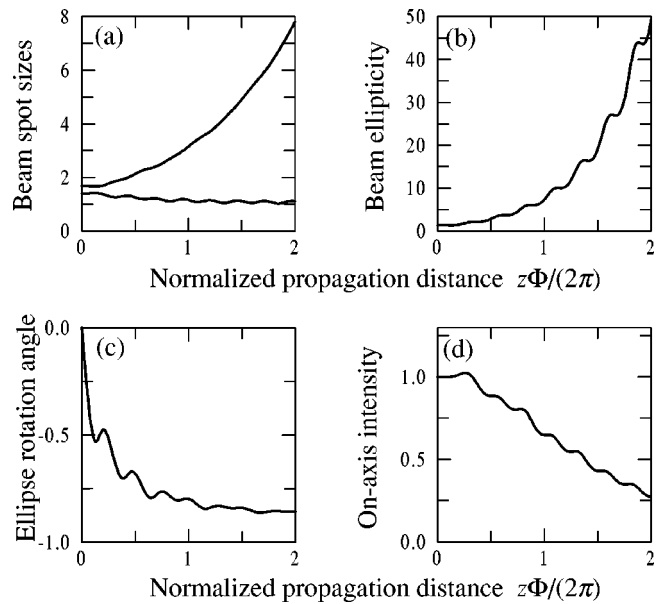 (a)
Beam spot sizes
8
6
4
2
0
0 1 2
(b)
Beam ellipticity
50
40
30
20
10
0
0 1 2
Normalized propagation distance zΦ/(2π)
(c)
Ellipse rotation angle
0.0
-0.5
-1.0
0 1 2
(d)
On-axis intensity
1.0
0.5
0.0
0 1 2
Normalized propagation distance zΦ/(2π)